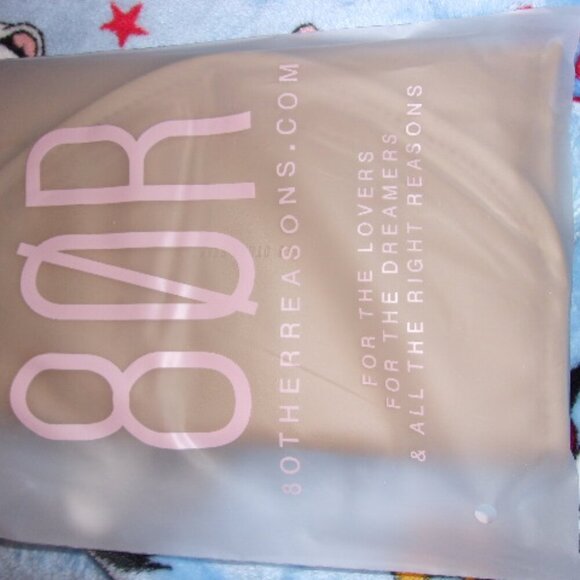 8ØR
8OTHERREASONS.COM
FOR THE LOVERS
FOR THE DREAMERS
& ALL THE RIGHT REASONS